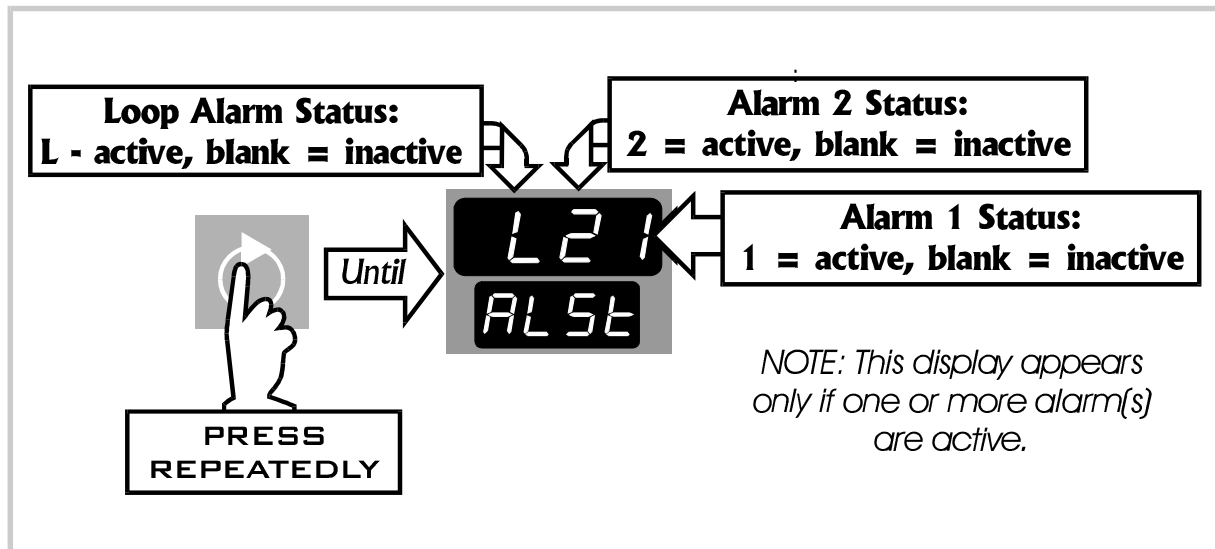 Loop Alarm Status:
L - active, blank = inactive
Alarm 2 Status:
2 = active, blank = inactive
L21
Alarm 1 Status:
1 = active, blank = inactive
Until
ALSt
NOTE: This display appears
only if one or more alarm(s)
are active.
PRESS
REPEATEDLY